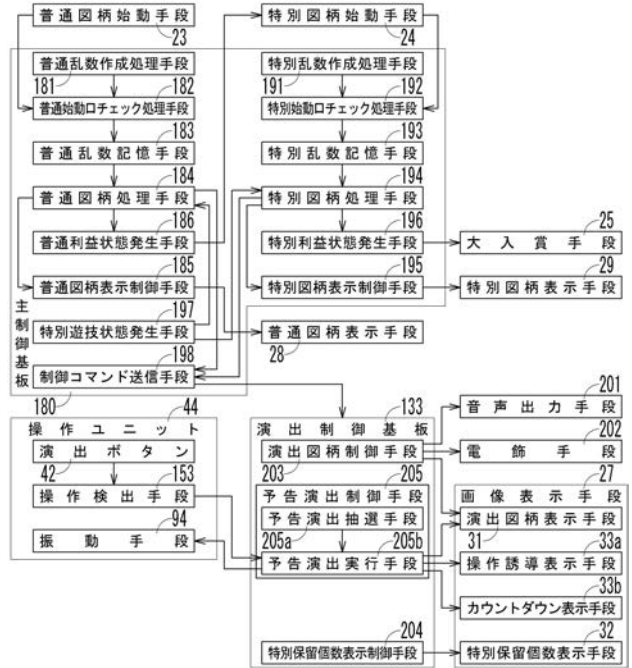 普通図柄始動手段
23
特別図柄始動手段
24
普通乱数作成処理手段
181
特別乱数作成処理手段
191
182
普通始動口チェック処理手段
192
特別始動口チェック処理手段
183
普通乱数記憶手段
193
特別乱数記憶手段
184
普通図柄処理手段
194
特別図柄処理手段
186
普通利益状態発生手段
196
特別利益状態発生手段
25
大入賞手段
185
普通図柄表示制御手段
195
特別図柄表示制御手段
29
特別図柄表示手段
主制御基板
197
特別遊技状態発生手段
普通図柄表示手段
28
198
制御コマンド送信手段
180
44
操作ユニット
演出ボタン
42
153
操作検出手段
94
振動手段
133
演出制御基板
演出図柄制御手段
203
205
予告演出制御手段
予告演出抽選手段
205a
205b
予告演出実行手段
204
特別保留個数表示制御手段
201
音声出力手段
202
電飾手段
27
画像表示手段
演出図柄表示手段
31
33a
操作誘導表示手段
33b
カウントダウン表示手段
32
特別保留個数表示手段